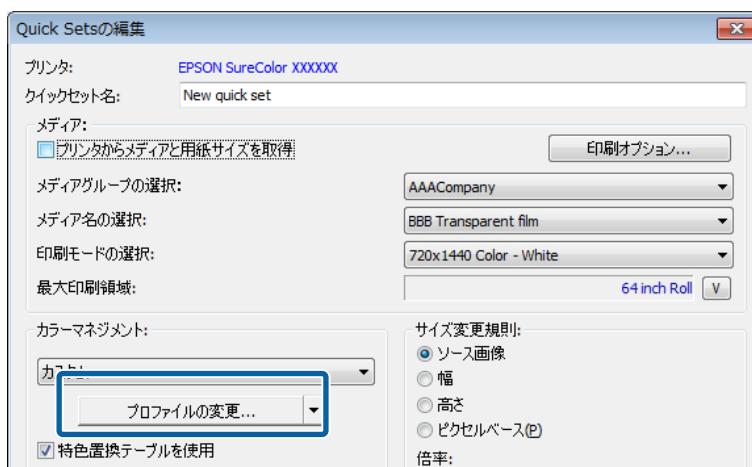 Quick Setsの編集
プリンタ: EPSON SureColor XXXXXX
クイックセット名: New quick set
メディア:
プリンタからメディアと用紙サイズを取得 印刷オプション...
メディアグループの選択: AAACompany
メディア名の選択: BBB Transparent film
印刷モードの選択: 720x1440 Color - White
最大印刷領域: 64 inch Roll V
カラーマネジメント:
プロファイルの変更...
特色置換テーブルを使用
サイズ変更規則:
ソース画像
幅
高さ
ピクセルベース(P)
倍率: